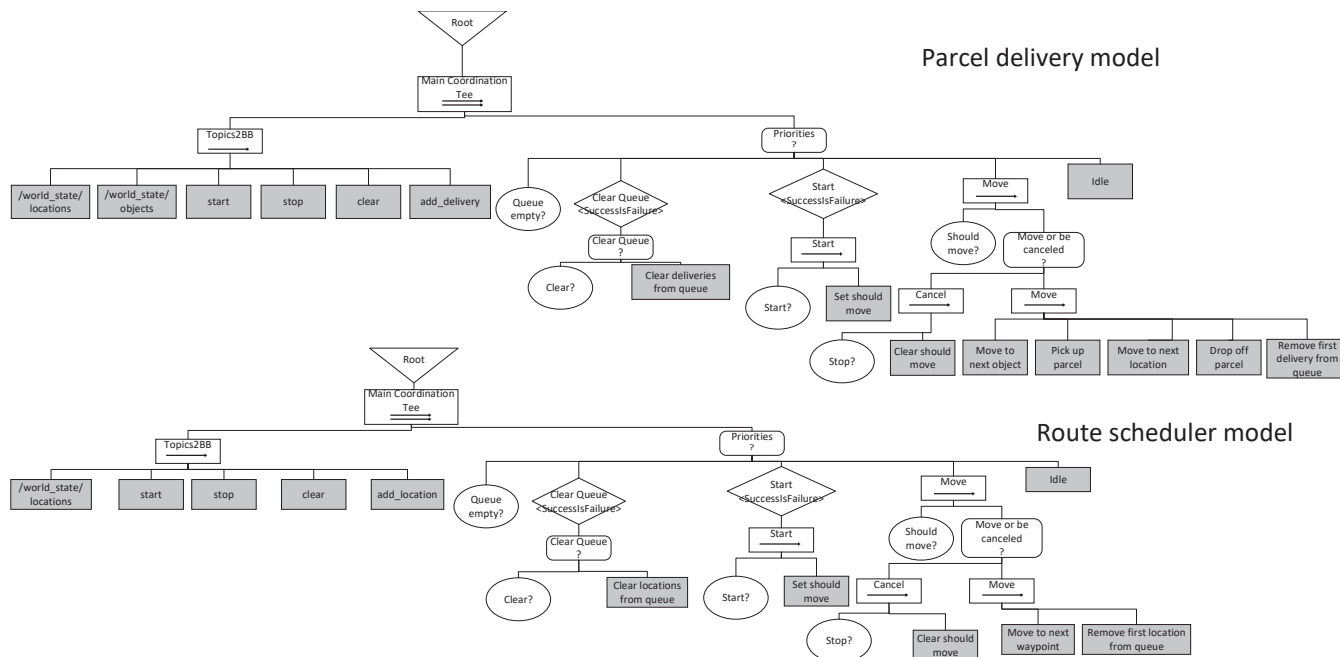 Root
Parcel delivery model
Main Coordination
Tee
Topics2BB
Priorities
?
/world_state/
locations
/world_state/
objects
start
stop
clear
add_delivery
Queue
empty?
Clear Queue
<SuccessIsFailure>
Start
<SuccessIsFailure>
Move
Idle
Clear Queue
?
Start
Should
move?
Move or be
canceled
?
Clear?
Clear deliveries
from queue
Start?
Set should
move
Cancel
Move
Stop?
Clear should
move
Move to
next object
Pick up
parcel
Move to next
location
Drop off
parcel
Remove first
delivery from
queue
Root
Main Coordination
Tee
Route scheduler model
Topics2BB
Priorities
?
/world_state/
locations
start
stop
clear
add_location
Queue
empty?
Clear Queue
<SuccessIsFailure>
Start
<SuccessIsFailure>
Move
Idle
Clear Queue
?
Start
Should
move?
Move or be
canceled
?
Clear?
Clear locations
from queue
Start?
Set should
move
Cancel
Move
Stop?
Clear should
move
Move to next
waypoint
Remove first location
from queue